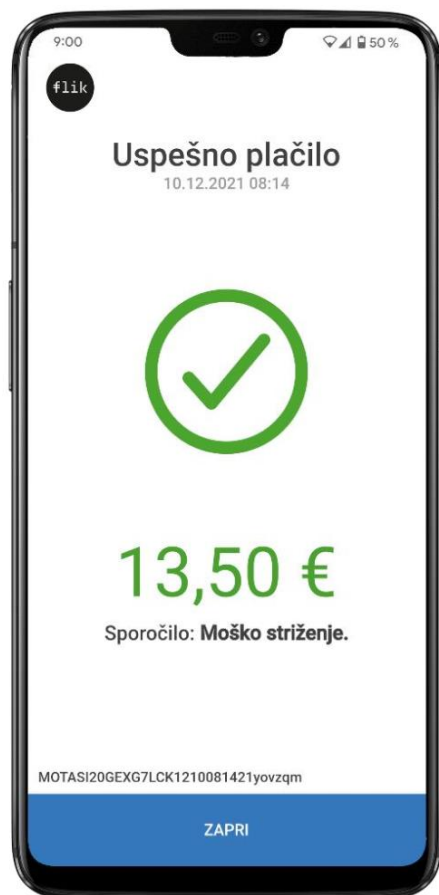 9:00 50 %
flik
Uspešno plačilo
10.12.2021 08:14
13,50 €
Sporočilo: Moško striženje.
MOTASI20GEXG7LCK1210081421yovzqm
ZAPRI